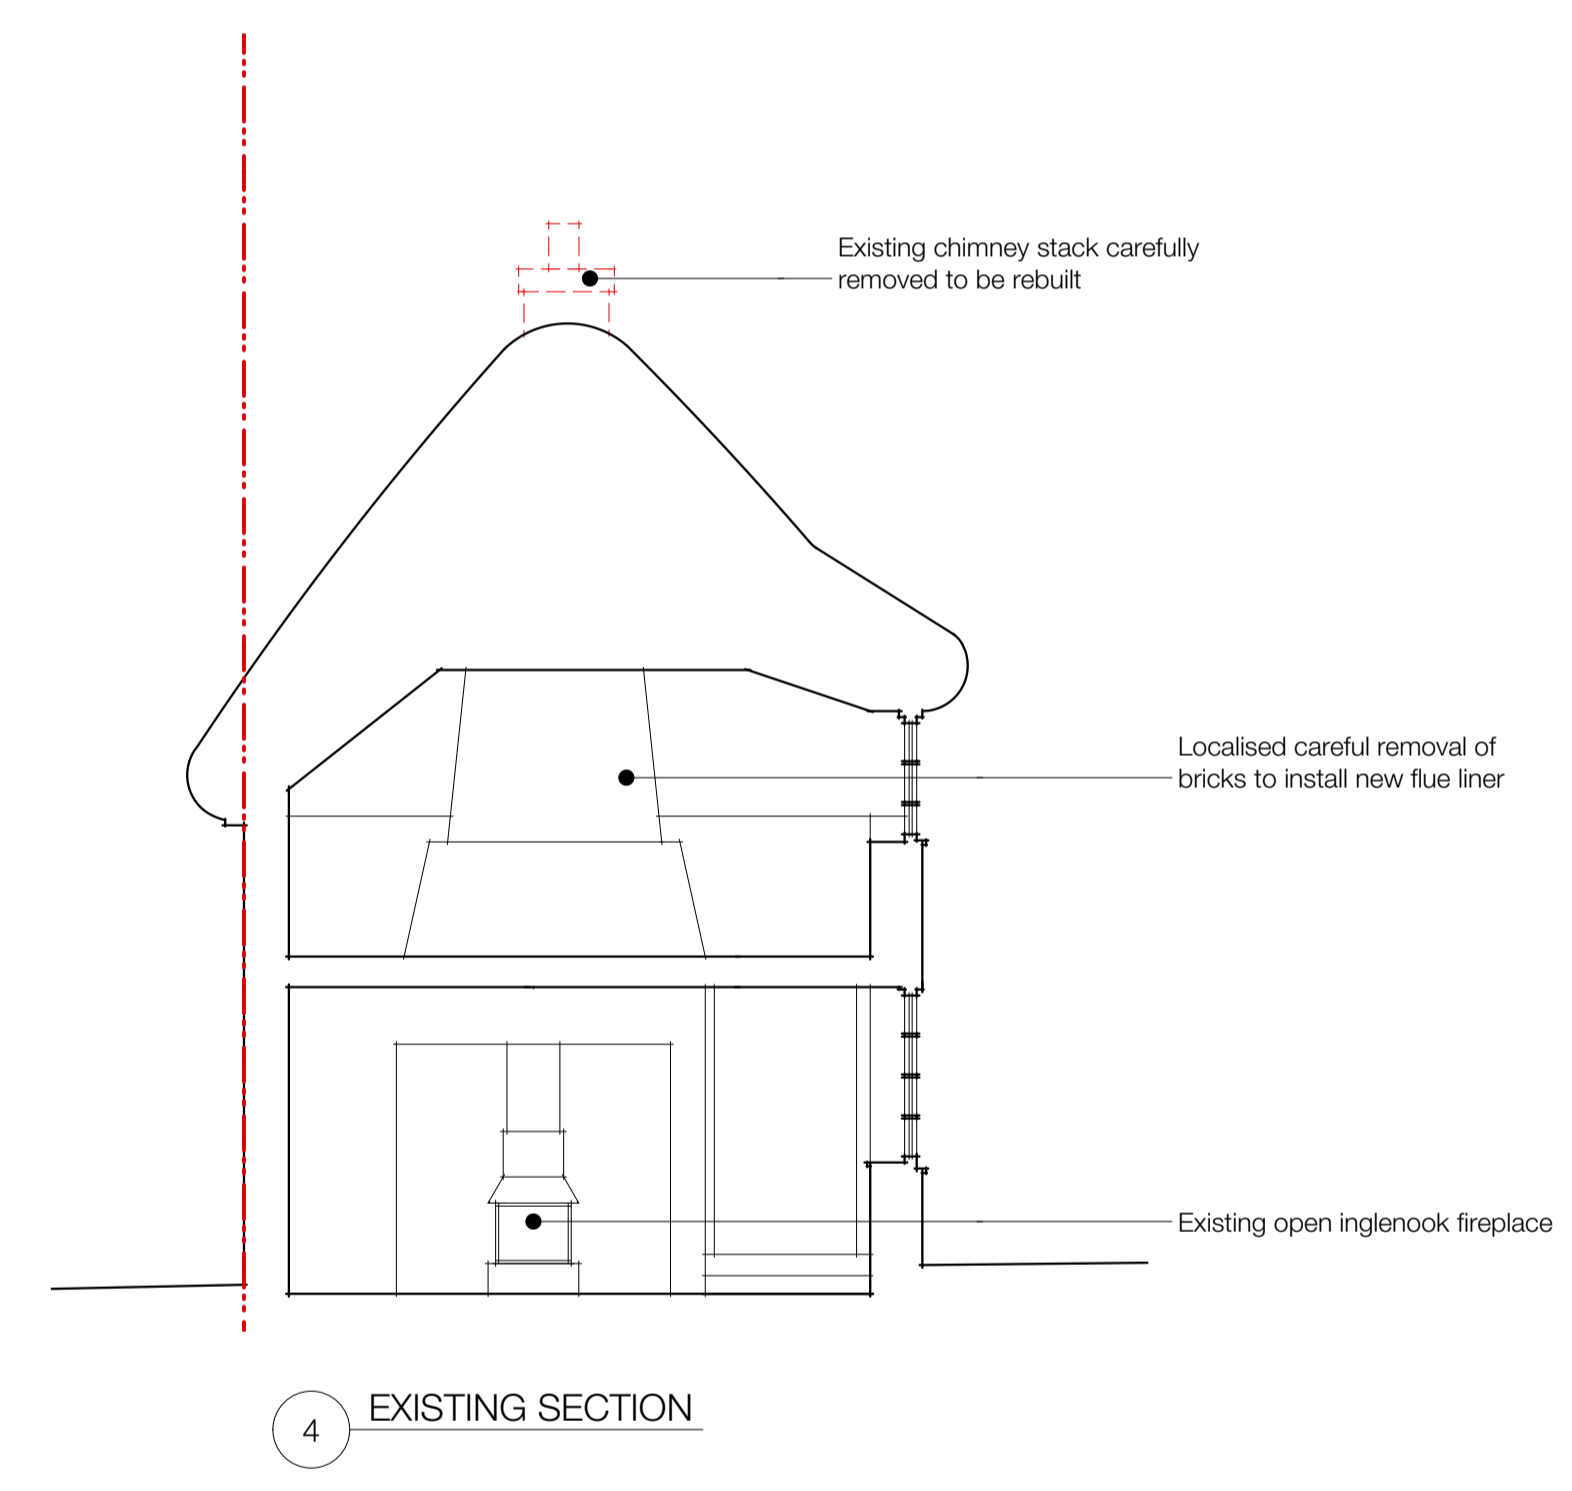 Existing chimney stack carefully
removed to be rebuilt
Localised careful removal of
bricks to install new flue liner
Existing open inglenook fireplace
4
EXISTING SECTION